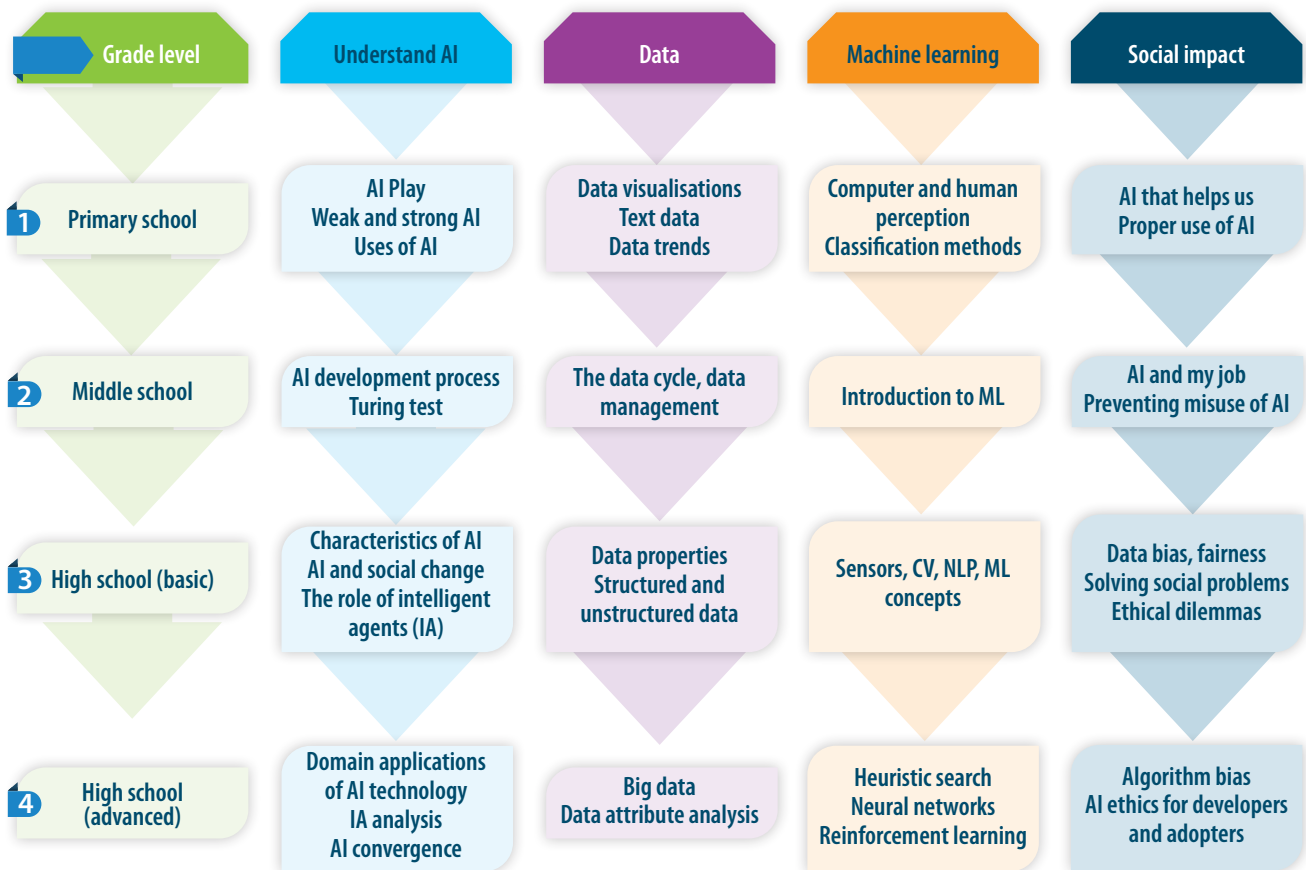 Grade level
Understand AI
Data
Machine learning
Social impact
1
Primary school
AI Play
Weak and strong AI
Uses of AI
Data visualisations
Text data
Data trends
Computer and human
perception
Classification methods
AI that helps us
Proper use of AI
2
Middle school
AI development process
Turing test
The data cycle, data
management
Introduction to ML
AI and my job
Preventing misuse of AI
3
High school (basic)
Characteristics of AI
AI and social change
The role of intelligent
agents (IA)
Data properties
Structured and
unstructured data
Sensors, CV, NLP, ML
concepts
Data bias, fairness
Solving social problems
Ethical dilemmas
4
High school
(advanced)
Domain applications
of AI technology
IA analysis
AI convergence
Big data
Data attribute analysis
Heuristic search
Neural networks
Reinforcement learning
Algorithm bias
AI ethics for developers
and adopters